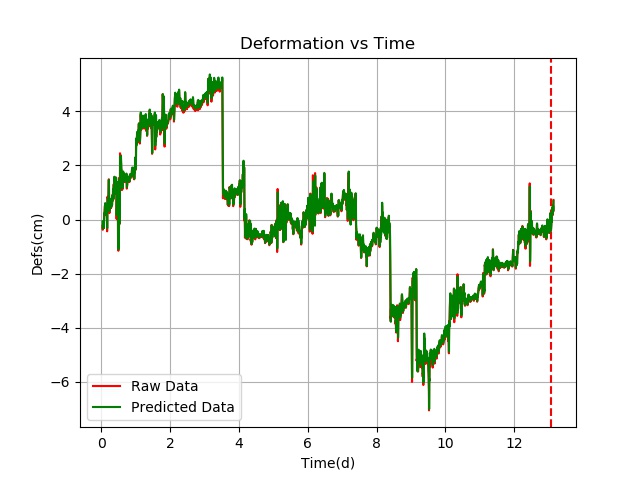 Deformation vs Time
Defs(cm)
4
2
0
−2
−4
−6
Raw Data
Predicted Data
0 2 4 6 8 10 12
Time(d)